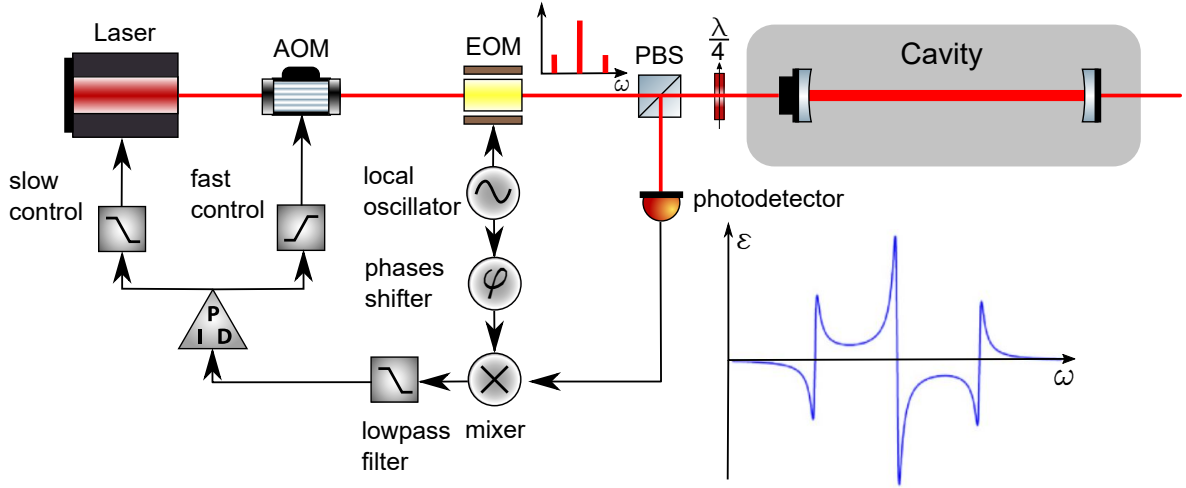 Laser
AOM
EOM
ω
PBS
λ
4
Cavity
slow
control
fast
control
local
oscillator
photodetector
phases
shifter
φ
P
I D
lowpass
filter
mixer
ε
ω